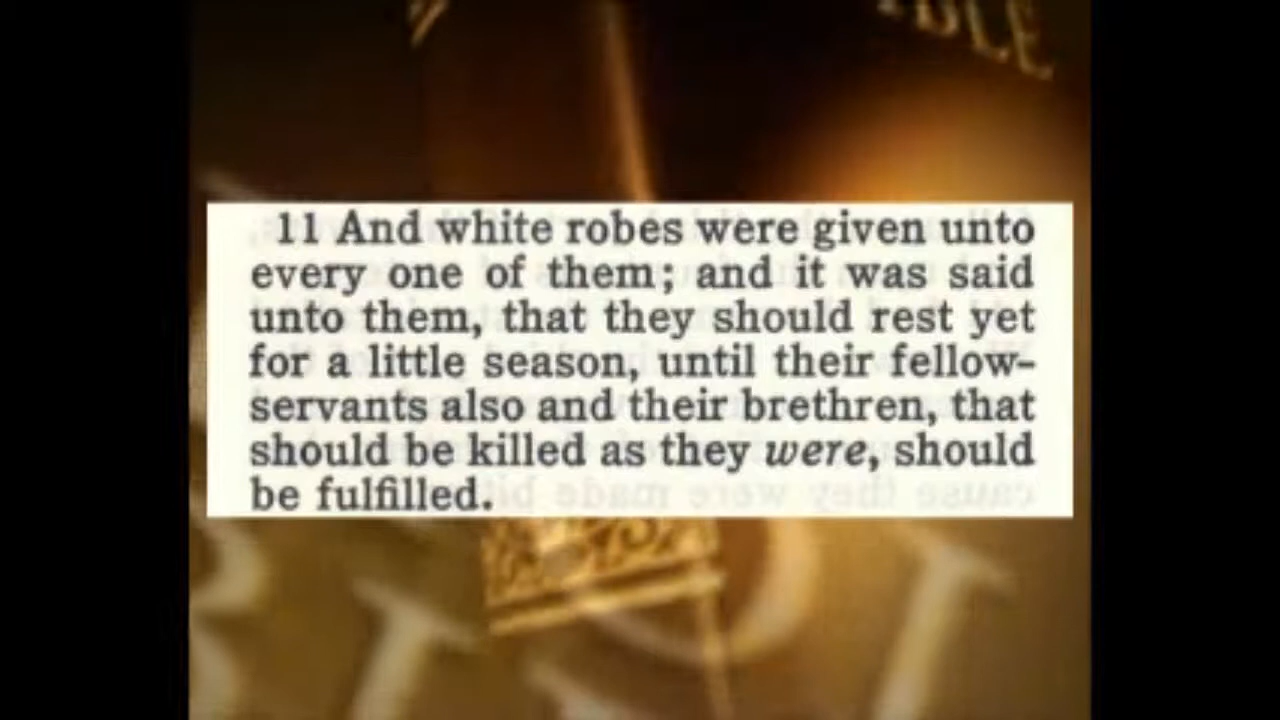 11 And white robes were given unto
every one of them; and it was said
unto them, that they should rest yet
for a little season, until their fellow-
servants also and their brethren, that
should be killed as they were, should
be fulfilled.